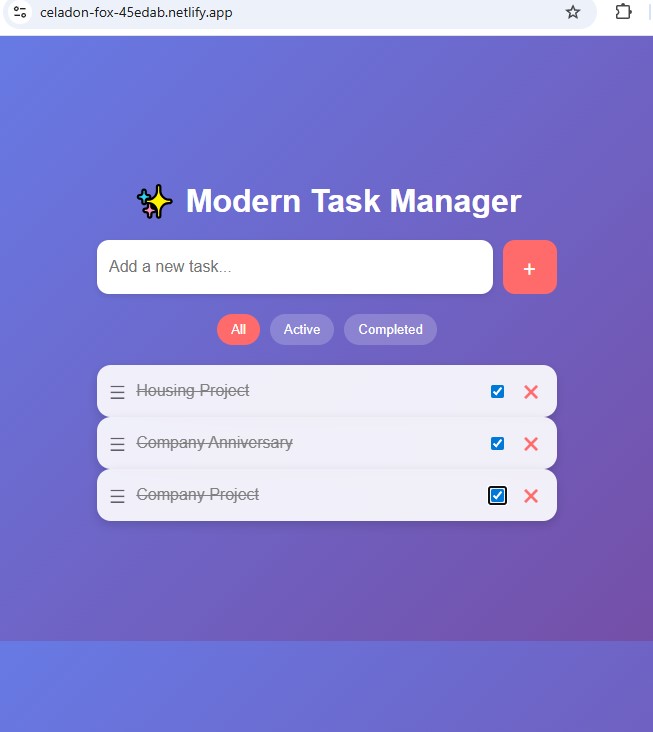 celadon-fox-45edab.netlify.app
✨ Modern Task Manager
Add a new task...
+
All
Active
Completed
☰ Housing Project
☰ Company Anniversary
☰ Company Project